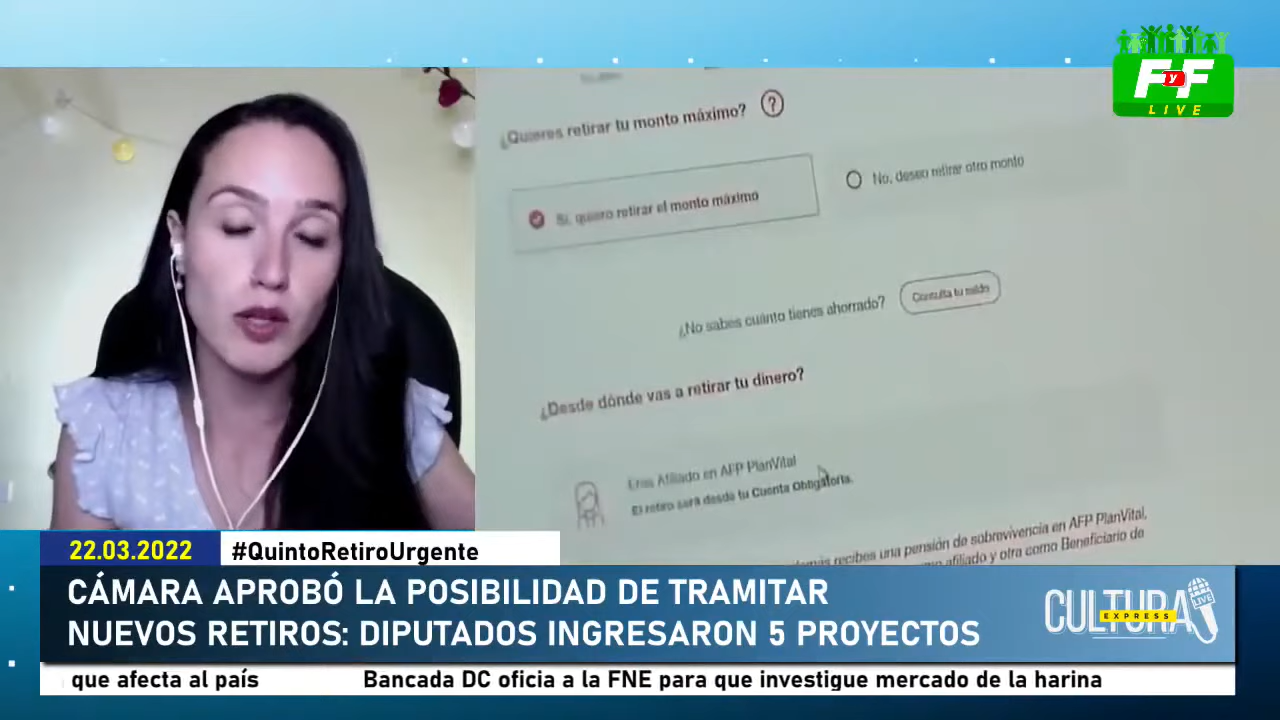 FyF
LIVE
¿Quieres retirar tu monto máximo? ?
Si, quiero retirar el monto máximo
No, deseo retirar otro monto
¿No sabes cuánto tienes ahorrado?
Consulta tu saldo
¿Desde dónde vas a retirar tu dinero?
Eres Afiliado en AFP PlanVital
El retiro será desde tu Cuenta Obligatoria.
recibes una pensión de sobrevivencia en AFP PlanVital,
afiliado y otra como Beneficiario de
22.03.2022
#QuintoRetiroUrgente
CÁMARA APROBÓ LA POSIBILIDAD DE TRAMITAR
NUEVOS RETIROS: DIPUTADOS INGRESARON 5 PROYECTOS
CULTURA
EXPRESS
LIVE
que afecta al país Bancada DC oficia a la FNE para que investigue mercado de la harina